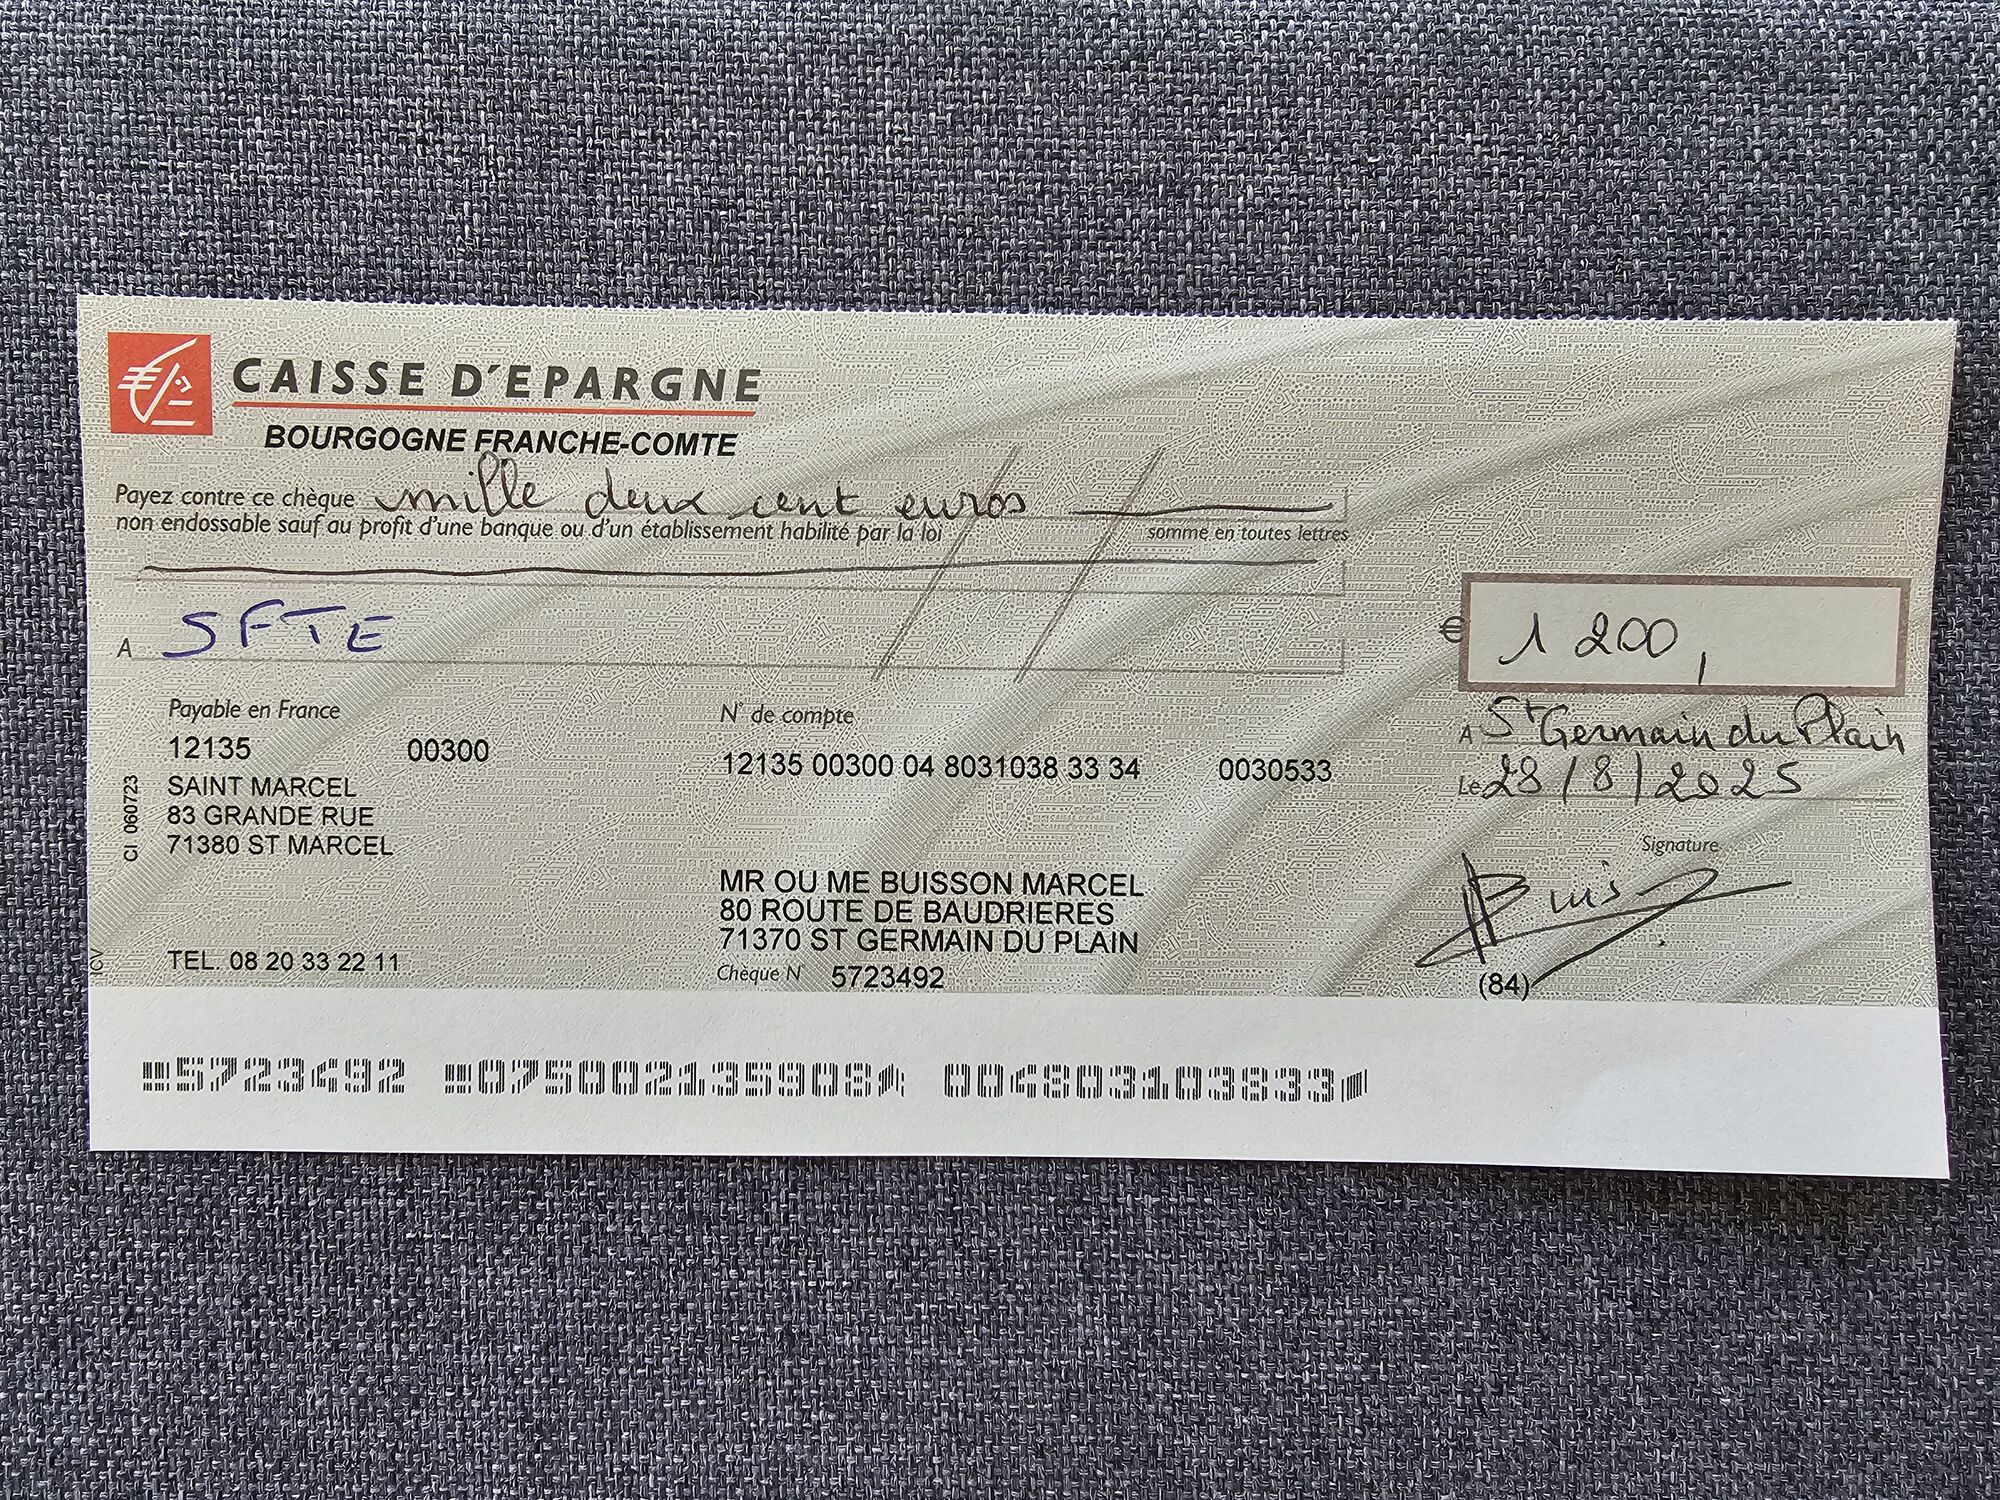 CAISSE D'EPARGNE
BOURGOGNE FRANCHE-COMTE
Payez contre ce chèque mille deux cent euros
non endossable sauf au profit d'une banque ou d'un établissement habilité par la loi
somme en toutes lettres
A SFTE
€ 1 200,
Payable en France
12135 00300
SAINT MARCEL
83 GRANDE RUE
71380 ST MARCEL
TEL. 08 20 33 22 11
CI 060723
ICV
N° de compte
12135 00300 04 8031038 33 34 0030533
MR OU ME BUISSON MARCEL
80 ROUTE DE BAUDRIERES
71370 ST GERMAIN DU PLAIN
Chèque N° 5723492
A St Germain du Plain
Le 28/8/2025
Signature
Buis
(84)
5723492 075002135908 004803103833